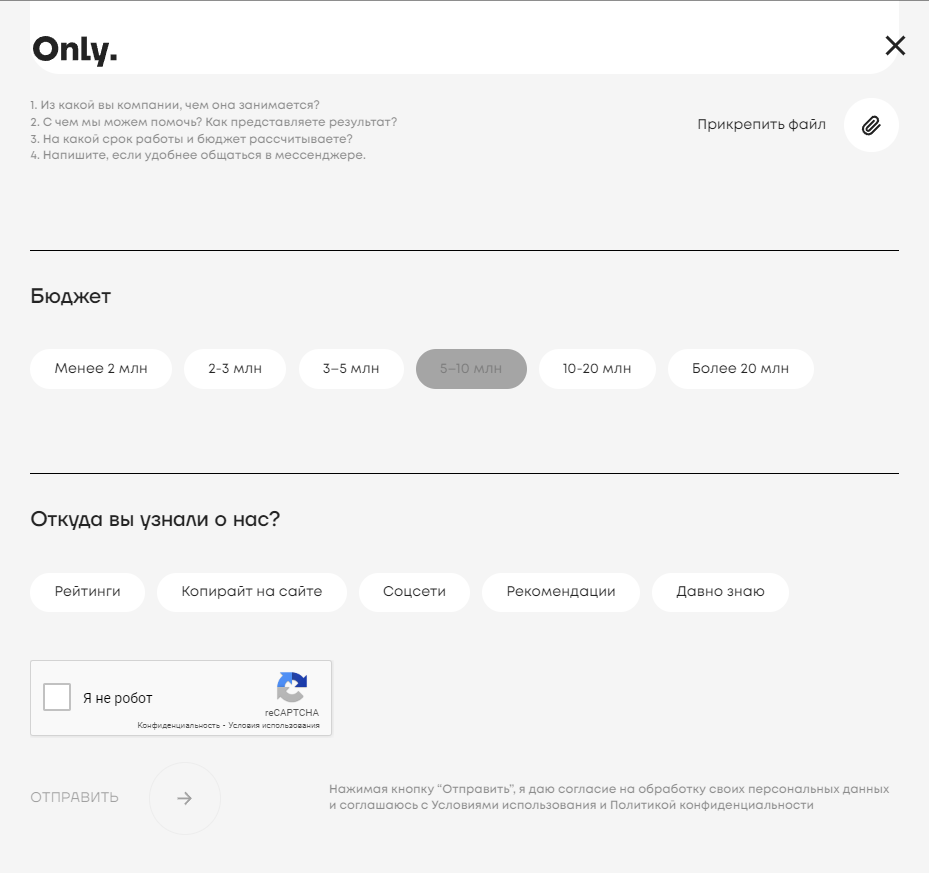 Only.
1. Из какой вы компании, чем она занимается?
2. С чем мы можем помочь? Как представляете результат?
3. На какой срок работы и бюджет рассчитываете?
4. Напишите, если удобнее общаться в мессенджере.
Прикрепить файл
Бюджет
Менее 2 млн
2-3 млн
3–5 млн
5–10 млн
10-20 млн
Более 20 млн
Откуда вы узнали о нас?
Рейтинги
Копирайт на сайте
Соцсети
Рекомендации
Давно знаю
Я не робот
reCAPTCHA
Конфиденциальность - Условия использования
ОТПРАВИТЬ
Нажимая кнопку “Отправить”, я даю согласие на обработку своих персональных данных
и соглашаюсь с Условиями использования и Политикой конфиденциальности